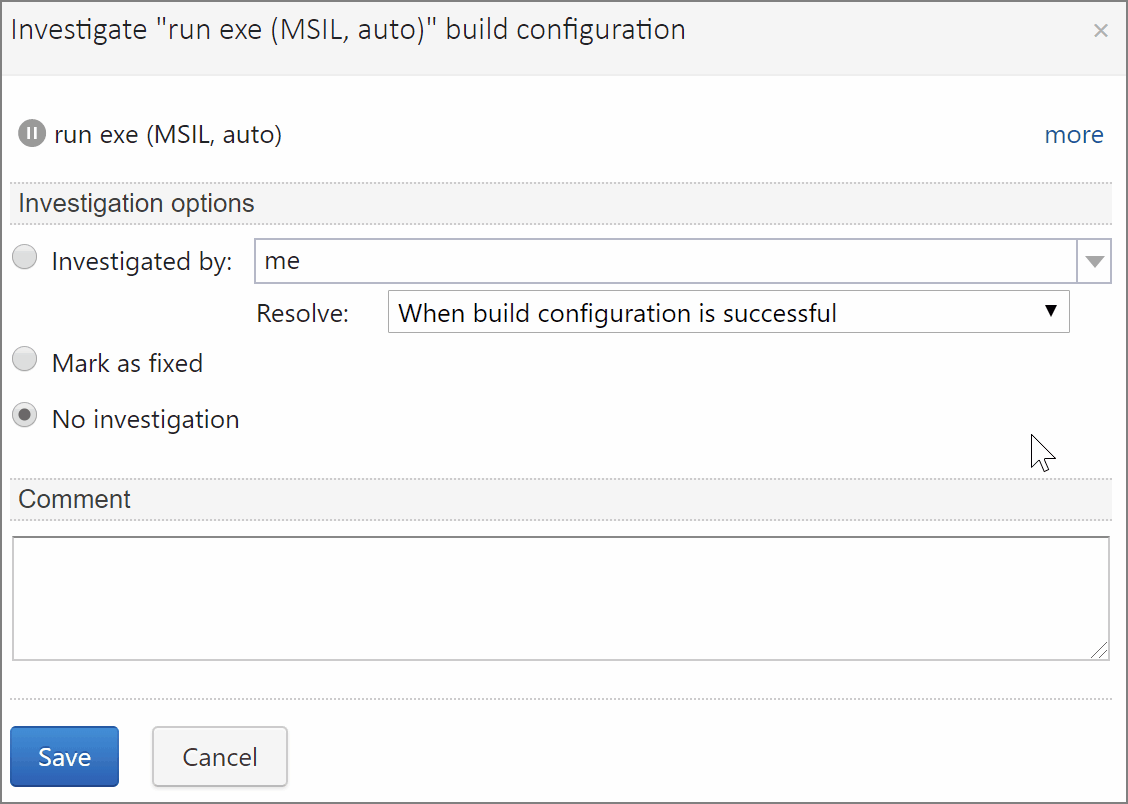 Investigate "run exe (MSIL, auto)" build configuration
×
run exe (MSIL, auto) more
Investigation options
Investigated by: me
Resolve: When build configuration is successful
Mark as fixed
No investigation
Comment
Save Cancel